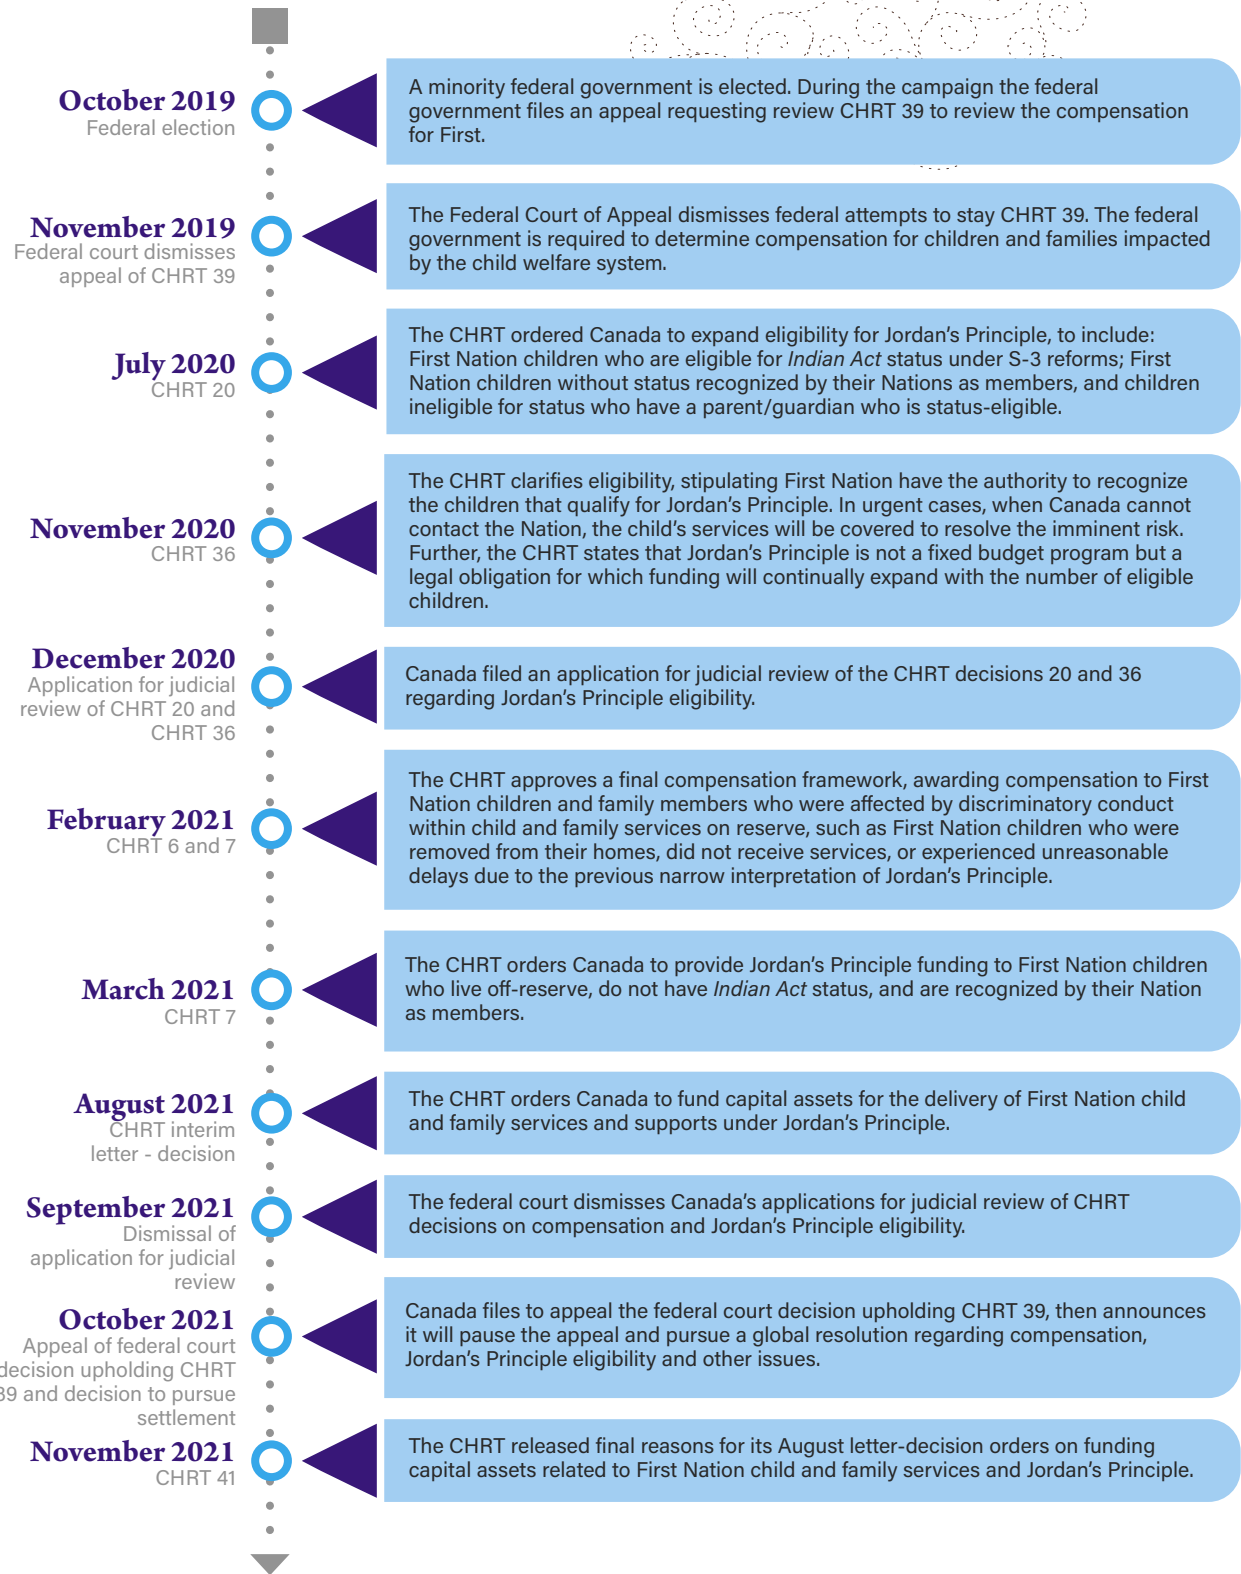 October 2019
Federal election
A minority federal government is elected. During the campaign the federal
government files an appeal requesting review CHRT 39 to review the compensation
for First.
November 2019
Federal court dismisses
appeal of CHRT 39
The Federal Court of Appeal dismisses federal attempts to stay CHRT 39. The federal
government is required to determine compensation for children and families impacted
by the child welfare system.
July 2020
CHRT 20
The CHRT ordered Canada to expand eligibility for Jordan’s Principle, to include:
First Nation children who are eligible for Indian Act status under S-3 reforms; First
Nation children without status recognized by their Nations as members, and children
ineligible for status who have a parent/guardian who is status-eligible.
November 2020
CHRT 36
The CHRT clarifies eligibility, stipulating First Nation have the authority to recognize
the children that qualify for Jordan’s Principle. In urgent cases, when Canada cannot
contact the Nation, the child’s services will be covered to resolve the imminent risk.
Further, the CHRT states that Jordan’s Principle is not a fixed budget program but a
legal obligation for which funding will continually expand with the number of eligible
children.
December 2020
Application for judicial
review of CHRT 20 and
CHRT 36
Canada filed an application for judicial review of the CHRT decisions 20 and 36
regarding Jordan’s Principle eligibility.
February 2021
CHRT 6 and 7
The CHRT approves a final compensation framework, awarding compensation to First
Nation children and family members who were affected by discriminatory conduct
within child and family services on reserve, such as First Nation children who were
removed from their homes, did not receive services, or experienced unreasonable
delays due to the previous narrow interpretation of Jordan’s Principle.
March 2021
CHRT 7
The CHRT orders Canada to provide Jordan’s Principle funding to First Nation children
who live off-reserve, do not have Indian Act status, and are recognized by their Nation
as members.
August 2021
CHRT interim
letter - decision
The CHRT orders Canada to fund capital assets for the delivery of First Nation child
and family services and supports under Jordan’s Principle.
September 2021
Dismissal of
application for judicial
review
The federal court dismisses Canada’s applications for judicial review of CHRT
decisions on compensation and Jordan’s Principle eligibility.
October 2021
Appeal of federal court
decision upholding CHRT
39 and decision to pursue
settlement
Canada files to appeal the federal court decision upholding CHRT 39, then announces
it will pause the appeal and pursue a global resolution regarding compensation,
Jordan’s Principle eligibility and other issues.
November 2021
CHRT 41
The CHRT released final reasons for its August letter-decision orders on funding
capital assets related to First Nation child and family services and Jordan’s Principle.